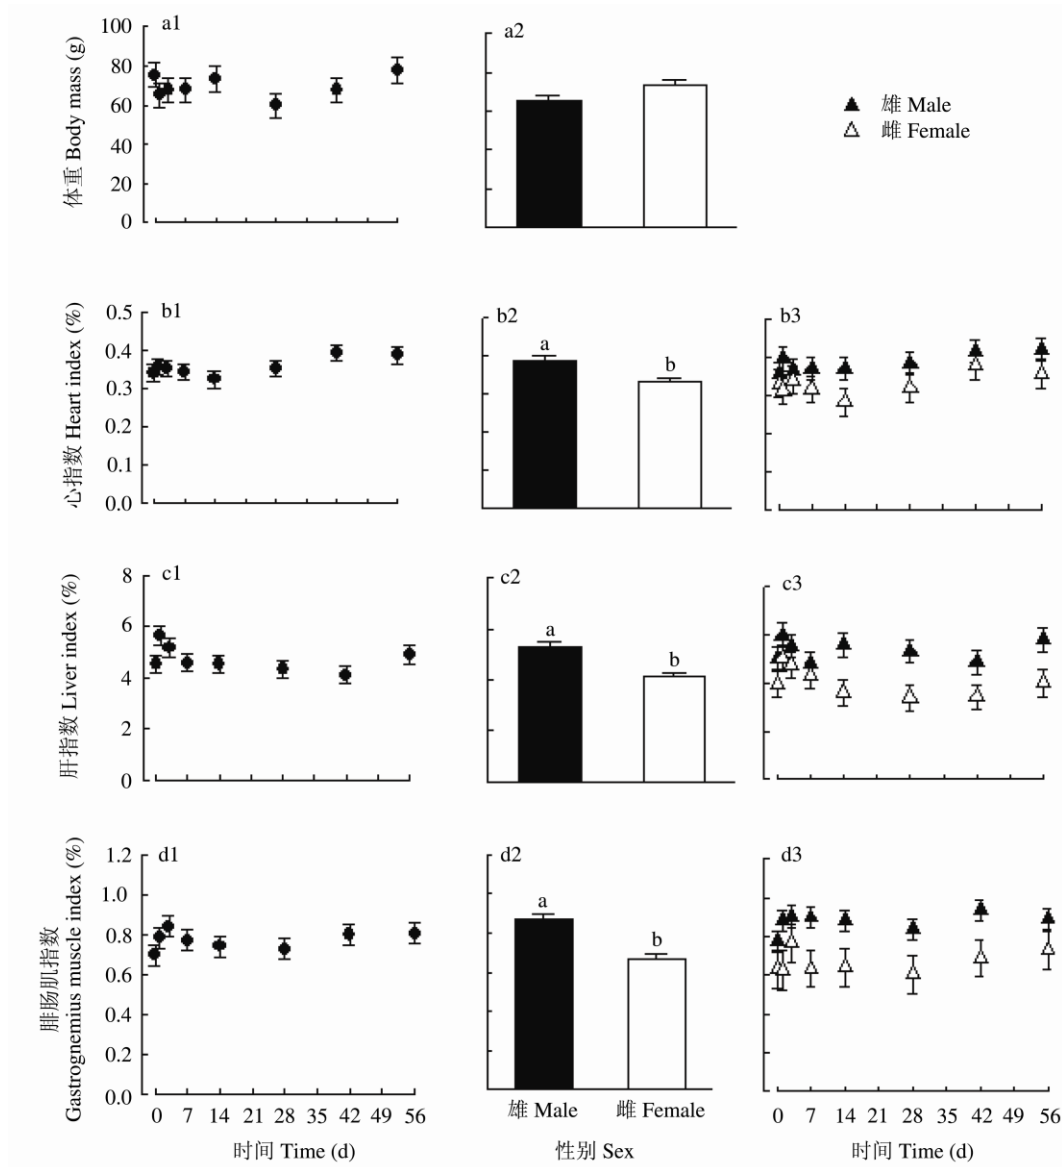 a1
体重 Body mass (g)
100
80
60
40
20
0
a2
雄 Male
雌 Female
b1
心指数 Heart index (%)
0.5
0.4
0.3
0.2
0.1
0.0
b2
a
b
b3
c1
肝指数 Liver index (%)
8
6
4
2
0
c2
a
b
c3
d1
腓肠肌指数
Gastrognemius muscle index (%)
1.2
1.0
0.8
0.6
0.4
0.2
0.0
d2
a
b
d3
0 7 14 21 28 35 42 49 56
时间 Time (d)
雄 Male 雌 Female
性别 Sex
0 7 14 21 28 35 42 49 56
时间 Time (d)